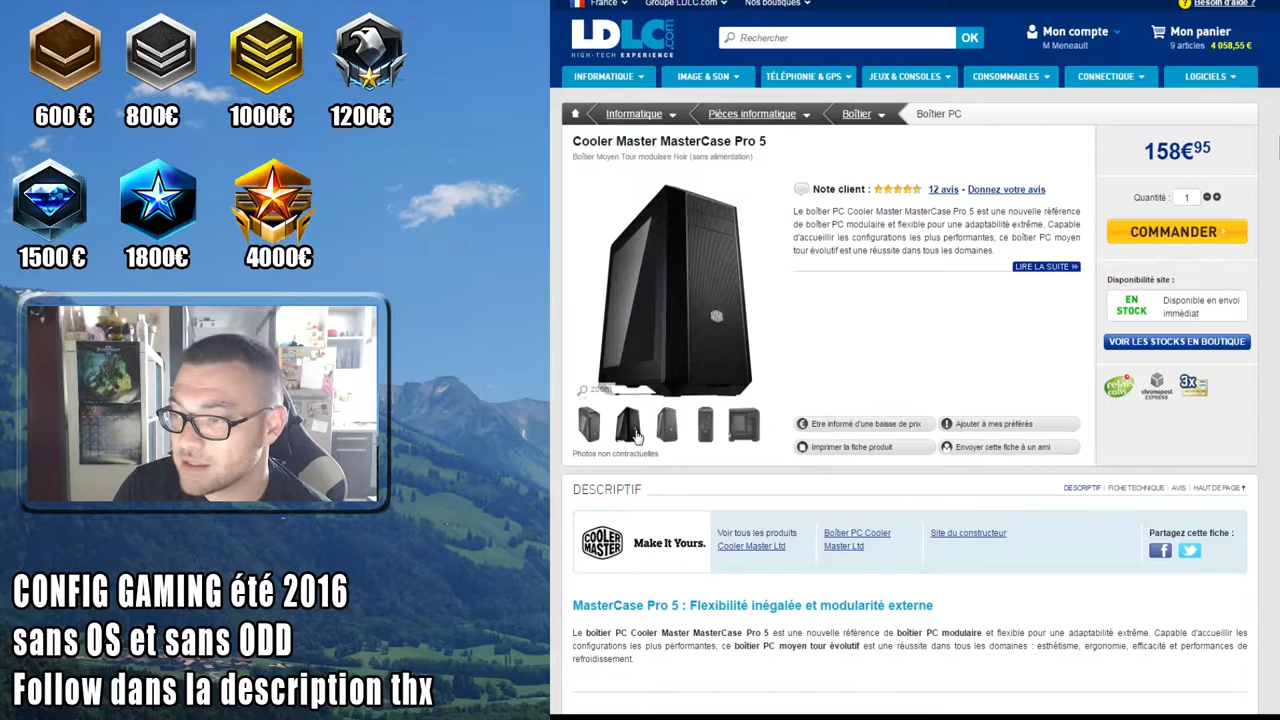 600€ 800€ 1000€ 1200€
1500€ 1800€ 4000€
CONFIG GAMING été 2016
sans OS et sans ODD
Follow dans la description thx
France Groupe LDLC.com Nos boutiques Besoin d'aide ?
LDLC.com
HIGH-TECH EXPERIENCE
Rechercher OK
Mon compte
M Meneault
Mon panier
9 articles 4 058,55 €
INFORMATIQUE IMAGE & SON TÉLÉPHONIE & GPS JEUX & CONSOLES CONSOMMABLES CONNECTIQUE LOGICIELS
Informatique Pièces informatique Boîtier Boîtier PC
Cooler Master MasterCase Pro 5
Boîtier Moyen Tour modulaire Noir (sans alimentation)
Note client : 12 avis - Donnez votre avis
Le boîtier PC Cooler Master MasterCase Pro 5 est une nouvelle référence
de boîtier PC modulaire et flexible pour une adaptabilité extrême. Capable
d'accueillir les configurations les plus performantes, ce boîtier PC moyen
tour évolutif est une réussite dans tous les domaines.
LIRE LA SUITE
zoom
Photos non contractuelles
Etre informé d'une baisse de prix Ajouter à mes préférés
Imprimer la fiche produit Envoyer cette fiche à un ami
158€95
Quantité : 1
COMMANDER
Disponibilité site :
EN
STOCK
Disponible en envoi
immédiat
VOIR LES STOCKS EN BOUTIQUE
relais
colis
chronopost
EXPRESS
3x
DESCRIPTIF
DESCRIPTIF | FICHE TECHNIQUE | AVIS | HAUT DE PAGE
COOLER
MASTER
Make It Yours.
Voir tous les produits
Cooler Master Ltd
Boîtier PC Cooler
Master Ltd
Site du constructeur
Partagez cette fiche :
MasterCase Pro 5 : Flexibilité inégalée et modularité externe
Le boîtier PC Cooler Master MasterCase Pro 5 est une nouvelle référence de boîtier PC modulaire et flexible pour une adaptabilité extrême. Capable d'accueillir les
configurations les plus performantes, ce boîtier PC moyen tour évolutif est une réussite dans tous les domaines : esthétisme, ergonomie, efficacité et performances de
refroidissement.